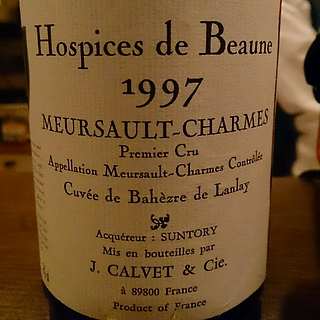 Hospices de Beaune
1997
MEURSAULT-CHARMES
Premier Cru
Appellation Meursault-Charmes Contrôlée
Cuvée de Bahèzre de Lanlay
Acquéreur : SUNTORY
Mis en bouteilles par
J. CALVET & Cie.
à 89800 France
Product of France